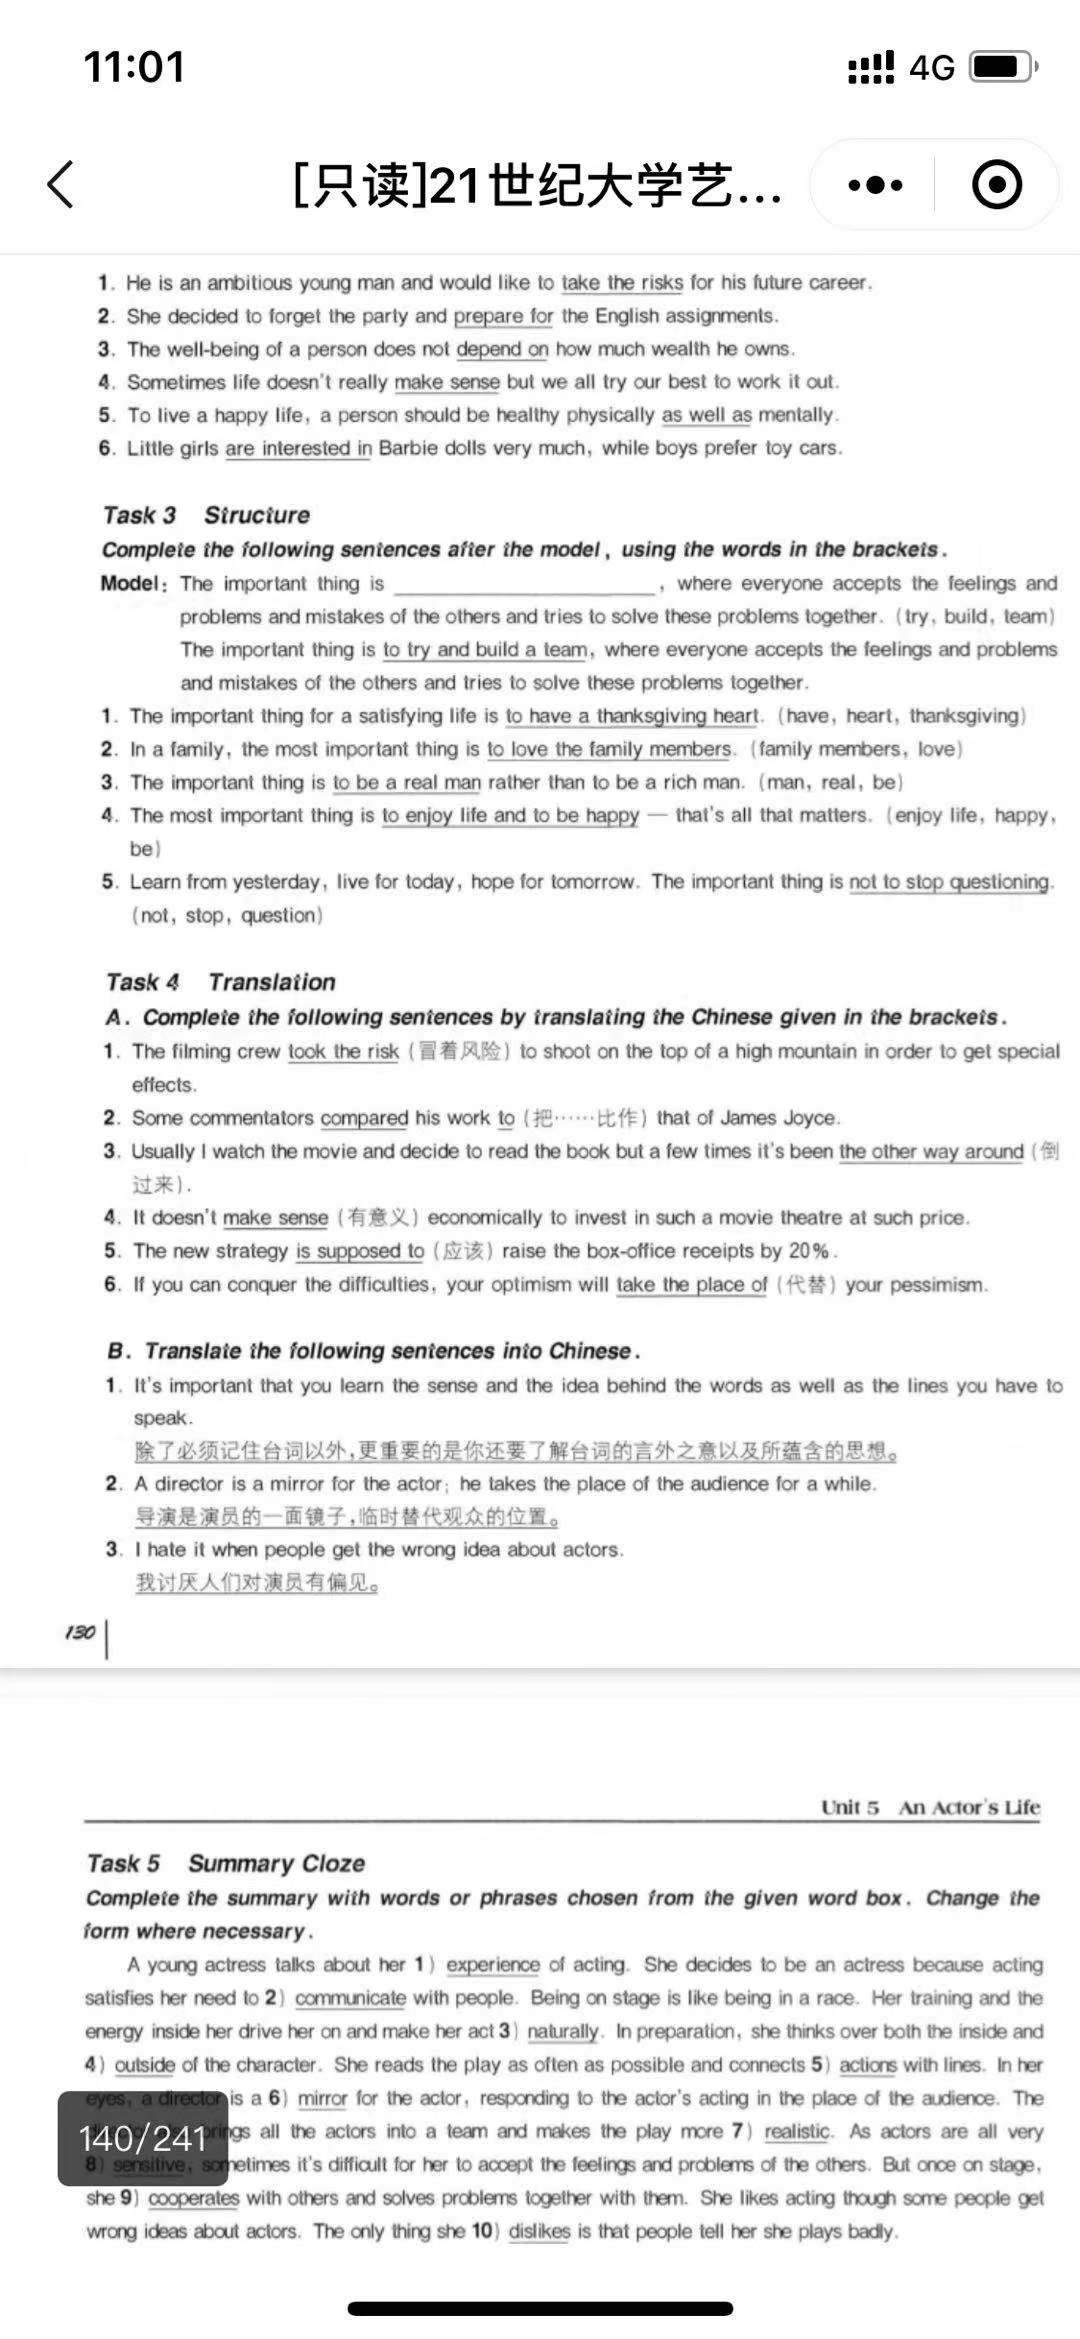 11:01
4G
[只读]21世纪大学艺...
1. He is an ambitious young man and would like to take the risks for his future career.
2. She decided to forget the party and prepare for the English assignments.
3. The well-being of a person does not depend on how much wealth he owns.
4. Sometimes life doesn't really make sense but we all try our best to work it out.
5. To live a happy life, a person should be healthy physically as well as mentally.
6. Little girls are interested in Barbie dolls very much, while boys prefer toy cars.
Task 3 Structure
Complete the following sentences after the model, using the words in the brackets.
Model: The important thing is ____________________, where everyone accepts the feelings and
problems and mistakes of the others and tries to solve these problems together. (try, build, team)
The important thing is to try and build a team, where everyone accepts the feelings and problems
and mistakes of the others and tries to solve these problems together.
1. The important thing for a satisfying life is to have a thanksgiving heart. (have, heart, thanksgiving)
2. In a family, the most important thing is to love the family members. (family members, love)
3. The important thing is to be a real man rather than to be a rich man. (man, real, be)
4. The most important thing is to enjoy life and to be happy — that's all that matters. (enjoy life, happy,
be)
5. Learn from yesterday, live for today, hope for tomorrow. The important thing is not to stop questioning.
(not, stop, question)
Task 4 Translation
A. Complete the following sentences by translating the Chinese given in the brackets.
1. The filming crew took the risk (冒着风险) to shoot on the top of a high mountain in order to get special
effects.
2. Some commentators compared his work to (把……比作) that of James Joyce.
3. Usually I watch the movie and decide to read the book but a few times it's been the other way around (倒
过来).
4. It doesn't make sense (有意义) economically to invest in such a movie theatre at such price.
5. The new strategy is supposed to (应该) raise the box-office receipts by 20%.
6. If you can conquer the difficulties, your optimism will take the place of (代替) your pessimism.
B. Translate the following sentences into Chinese.
1. It's important that you learn the sense and the idea behind the words as well as the lines you have to
speak.
除了必须记住台词以外,更重要的是你还要了解台词的言外之意以及所蕴含的思想。
2. A director is a mirror for the actor; he takes the place of the audience for a while.
导演是演员的一面镜子,临时替代观众的位置。
3. I hate it when people get the wrong idea about actors.
我讨厌人们对演员有偏见。
130
Unit 5 An Actor's Life
Task 5 Summary Cloze
Complete the summary with words or phrases chosen from the given word box. Change the
form where necessary.
A young actress talks about her 1) experience of acting. She decides to be an actress because acting
satisfies her need to 2) communicate with people. Being on stage is like being in a race. Her training and the
energy inside her drive her on and make her act 3) naturally. In preparation, she thinks over both the inside and
4) outside of the character. She reads the play as often as possible and connects 5) actions with lines. In her
eyes, a director is a 6) mirror for the actor, responding to the actor's acting in the place of the audience. The
140/241 brings all the actors into a team and makes the play more 7) realistic. As actors are all very
8) sensitive, sometimes it's difficult for her to accept the feelings and problems of the others. But once on stage,
she 9) cooperates with others and solves problems together with them. She likes acting though some people get
wrong ideas about actors. The only thing she 10) dislikes is that people tell her she plays badly.